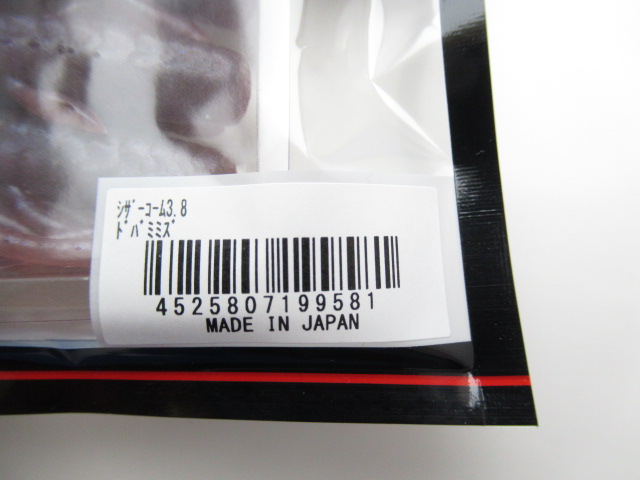 ｼｻﾞｰｺｰﾑ3.8
ﾄﾞﾊﾞﾐﾐｽﾞ
4525807199581
MADE IN JAPAN